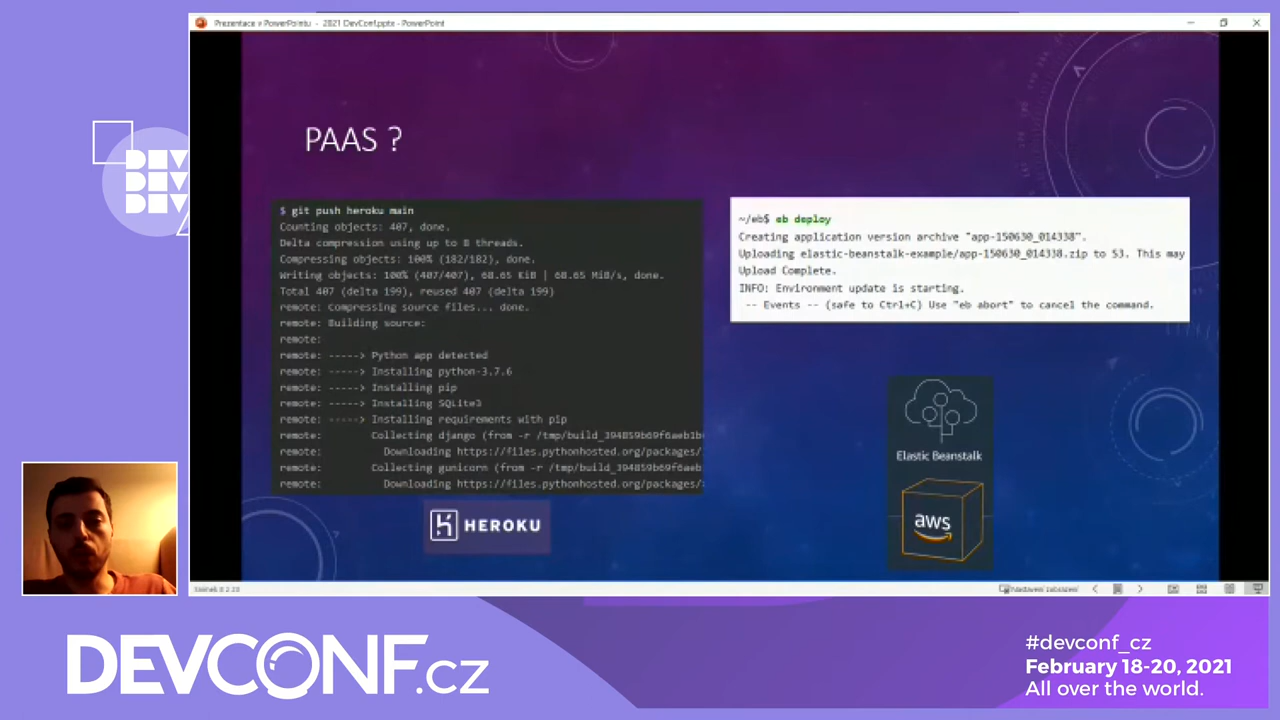 Prezentace v PowerPointu - 2021 DevConf.pptx - PowerPoint
DEV
DEV
DEV
PAAS ?
$ git push heroku main
Counting objects: 407, done.
Delta compression using up to 8 threads.
Compressing objects: 100% (182/182), done.
Writing objects: 100% (407/407), 68.65 KiB | 68.65 MiB/s, done.
Total 407 (delta 199), reused 407 (delta 199)
remote: Compressing source files... done.
remote: Building source:
remote:
remote: -----> Python app detected
remote: -----> Installing python-3.7.6
remote: -----> Installing pip
remote: -----> Installing SQLite3
remote: -----> Installing requirements with pip
remote: Collecting django (from -r /tmp/build_394859b69f6aeb1b
remote: Downloading https://files.pythonhosted.org/packages/
remote: Collecting gunicorn (from -r /tmp/build_394859b69f6aeb
remote: Downloading https://files.pythonhosted.org/packages/
HEROKU
~/eb$ eb deploy
Creating application version archive "app-150630_014338".
Uploading elastic-beanstalk-example/app-150630_014338.zip to S3. This may
Upload Complete.
INFO: Environment update is starting.
-- Events -- (safe to Ctrl+C) Use "eb abort" to cancel the command.
Elastic Beanstalk
aws
DEVCONF.cz
#devconf_cz
February 18-20, 2021
All over the world.